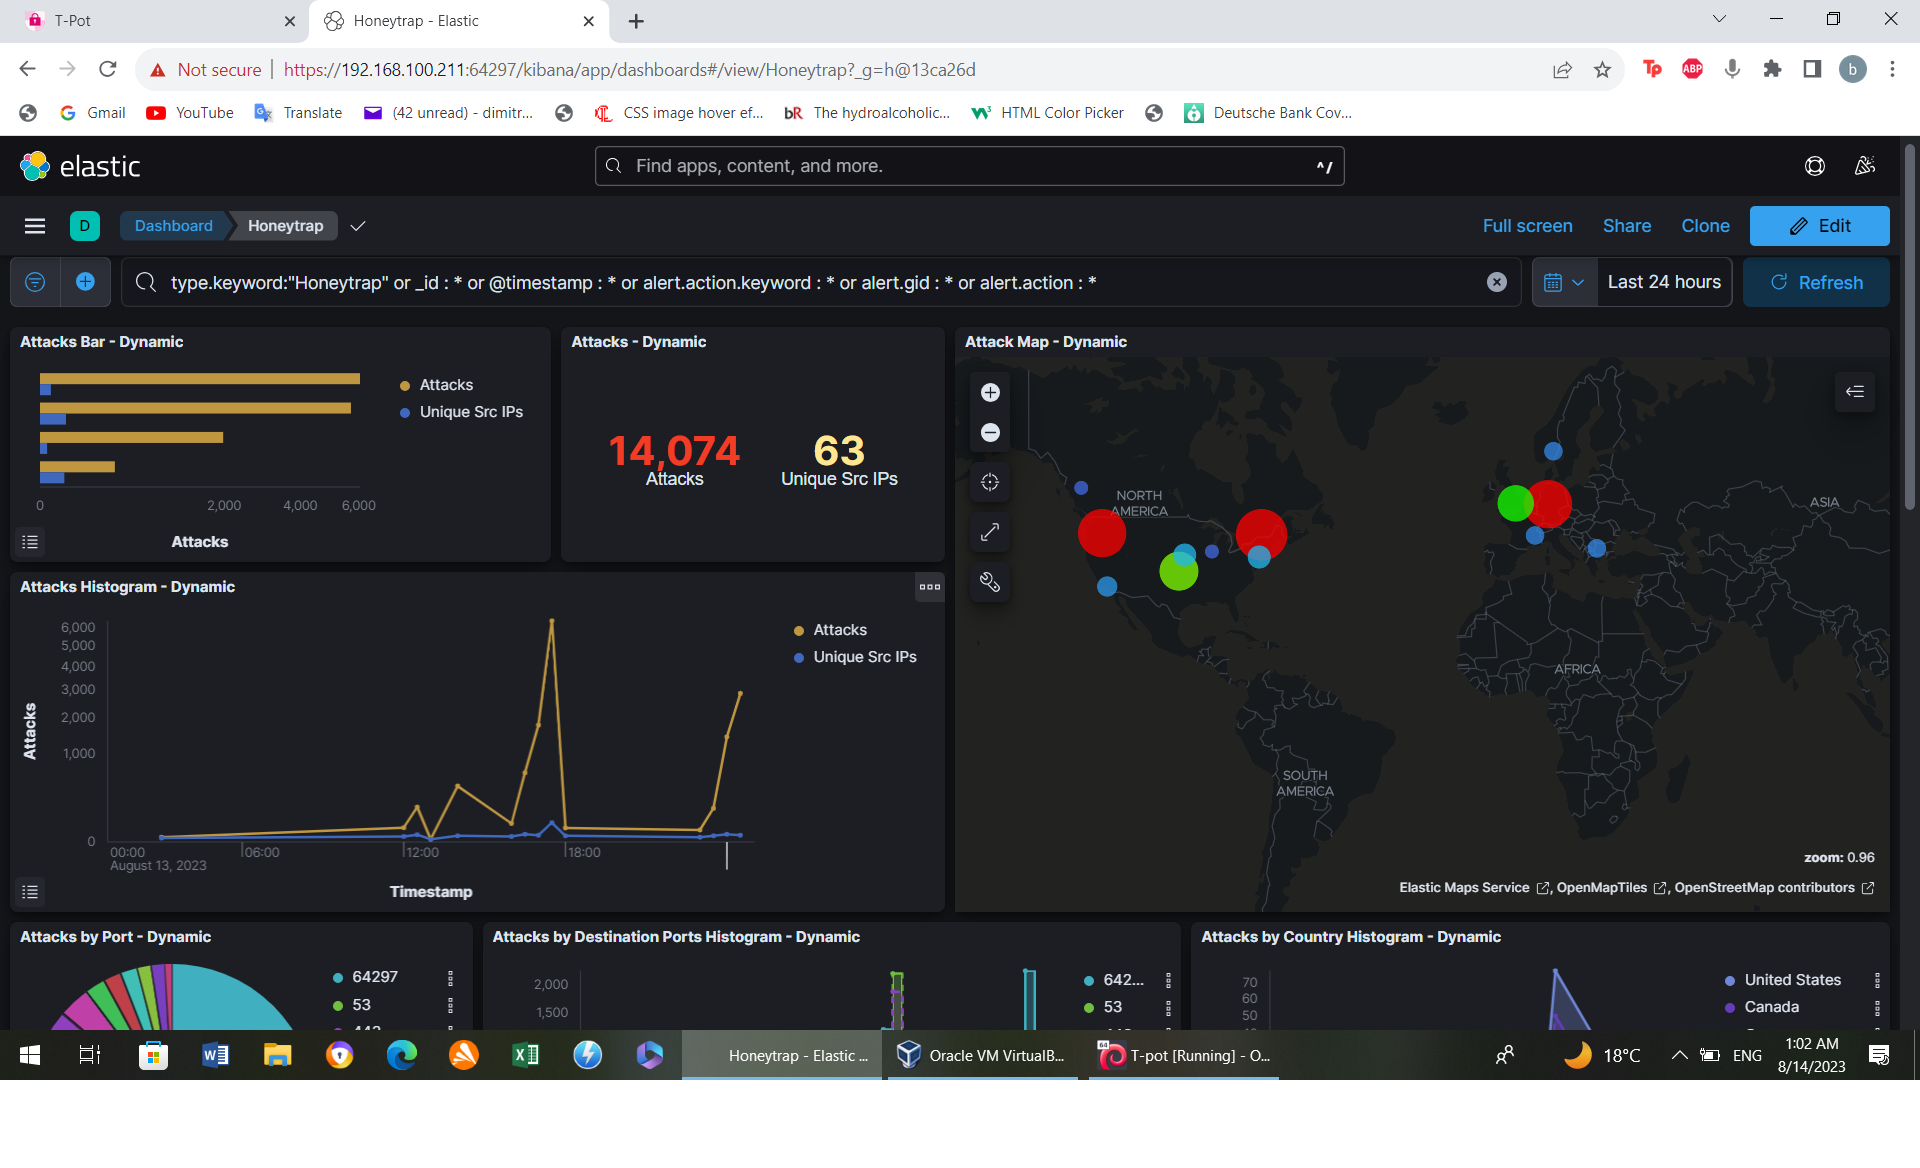 T-Pot
Honeytrap - Elastic
Not secure
https://192.168.100.211:64297/kibana/app/dashboards#/view/Honeytrap?_g=h@13ca26d
Tp
ABP
b
Gmail
YouTube
Translate
(42 unread) - dimitr...
CSS image hover ef...
bR
The hydroalcoholic...
HTML Color Picker
Deutsche Bank Cov...
elastic
Find apps, content, and more.
^/
D
Dashboard
Honeytrap
Full screen
Share
Clone
Edit
type.keyword:"Honeytrap" or _id : * or @timestamp : * or alert.action.keyword : * or alert.gid : * or alert.action : *
Last 24 hours
Refresh
Attacks Bar - Dynamic
Attacks
Unique Src IPs
0
2,000
4,000
6,000
Attacks
Attacks - Dynamic
14,074
Attacks
63
Unique Src IPs
Attack Map - Dynamic
NORTH
AMERICA
ASIA
AFRICA
SOUTH
AMERICA
zoom: 0.96
Elastic Maps Service , OpenMapTiles , OpenStreetMap contributors
Attacks Histogram - Dynamic
Attacks
Unique Src IPs
6,000
5,000
4,000
3,000
2,000
1,000
0
Attacks
00:00
August 13, 2023
06:00
12:00
18:00
Timestamp
Attacks by Port - Dynamic
64297
53
Attacks by Destination Ports Histogram - Dynamic
2,000
1,500
642...
53
Attacks by Country Histogram - Dynamic
70
60
50
United States
Canada
Honeytrap - Elastic ...
Oracle VM VirtualB...
64
T-pot [Running] - O...
18°C
ENG
1:02 AM
8/14/2023